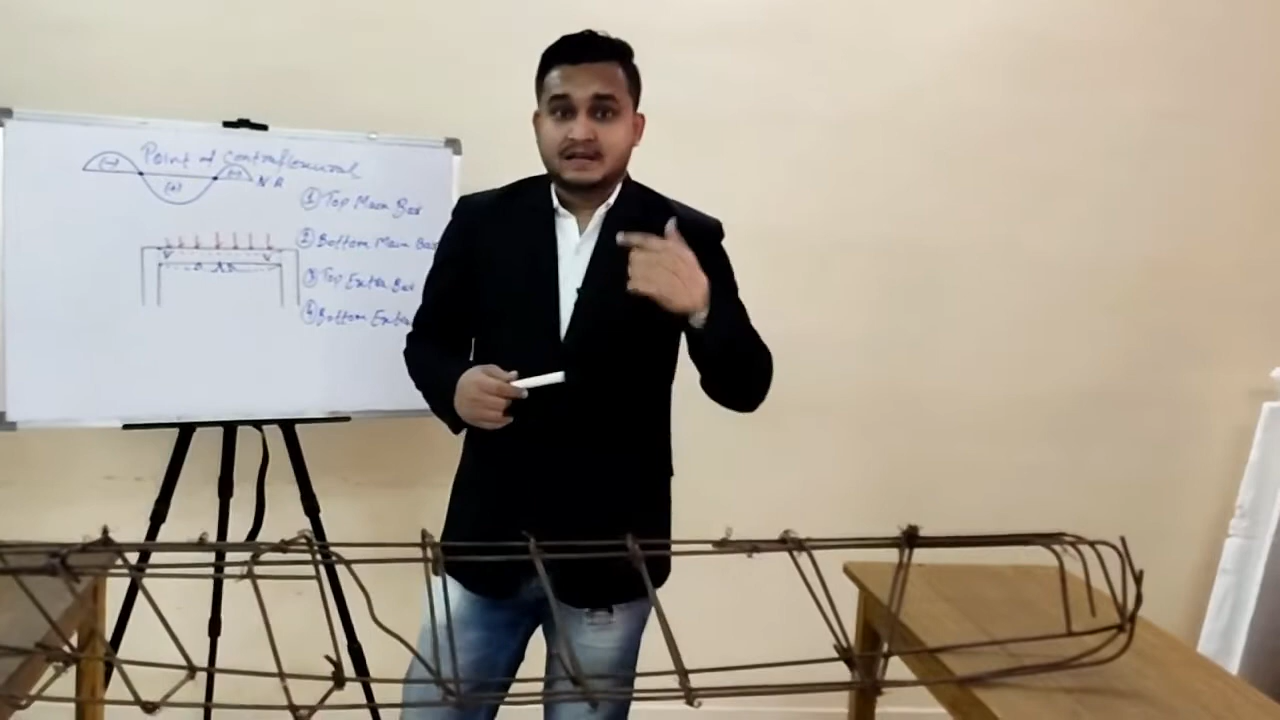 Point of Contraflexural
(-)
(+)
(-)
N A
① Top Main Bar
② Bottom Main Bar
③ Top Extra Bar
④ Bottom Extra